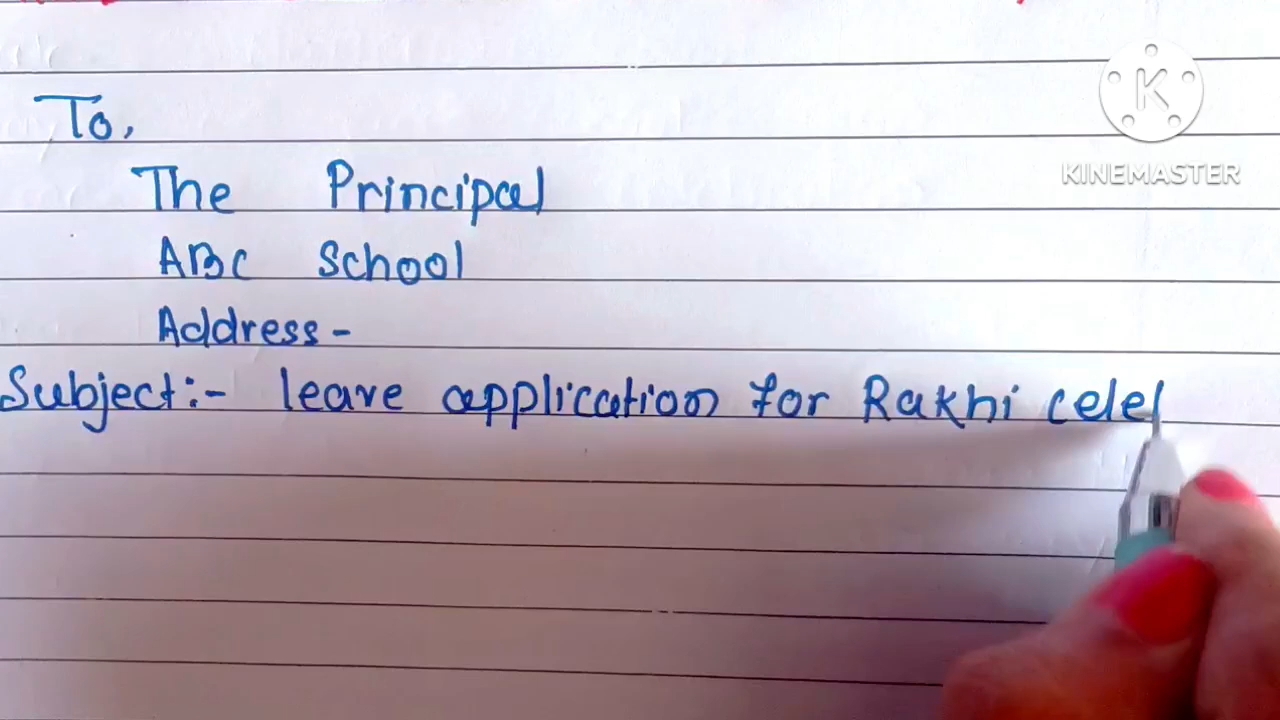 To,
The Principal
ABC School
Address -
Subject:- leave application for Rakhi celeb
K
KINEMASTER